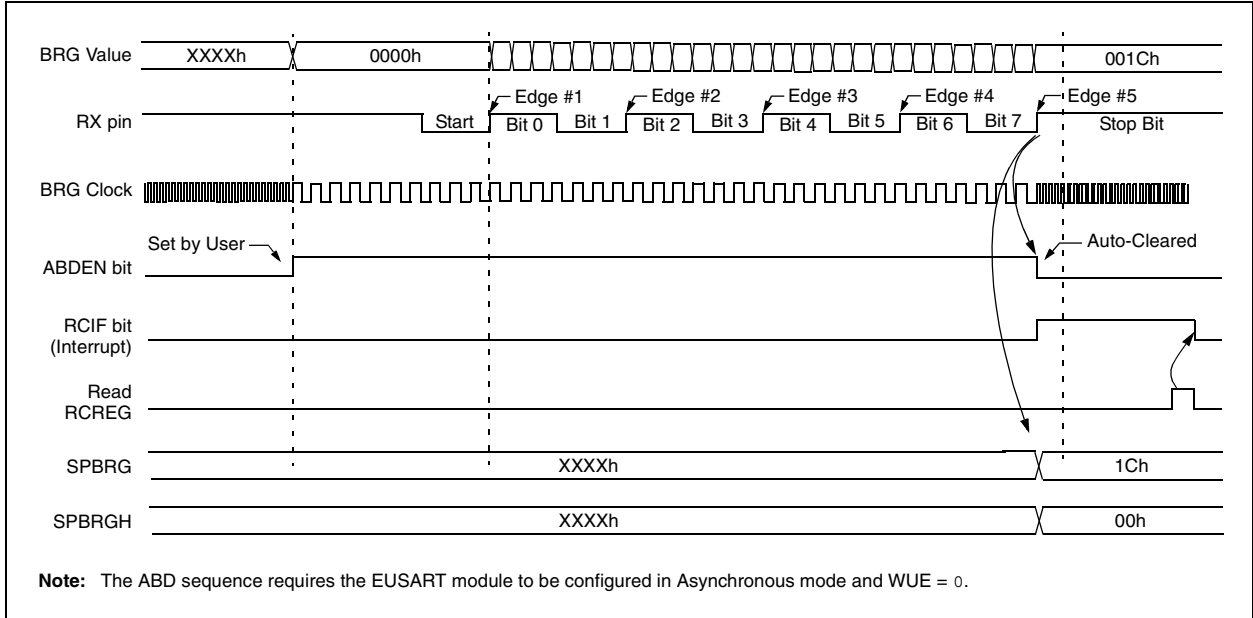 BRG Value XXXXh 0000h 001Ch
Edge #1 Edge #2 Edge #3 Edge #4 Edge #5
RX pin Start Bit 0 Bit 1 Bit 2 Bit 3 Bit 4 Bit 5 Bit 6 Bit 7 Stop Bit
BRG Clock
Set by User Auto-Cleared
ABDEN bit
RCIF bit
(Interrupt)
Read
RCREG
SPBRG XXXXh 1Ch
SPBRGH XXXXh 00h
Note: The ABD sequence requires the EUSART module to be configured in Asynchronous mode and WUE = 0.